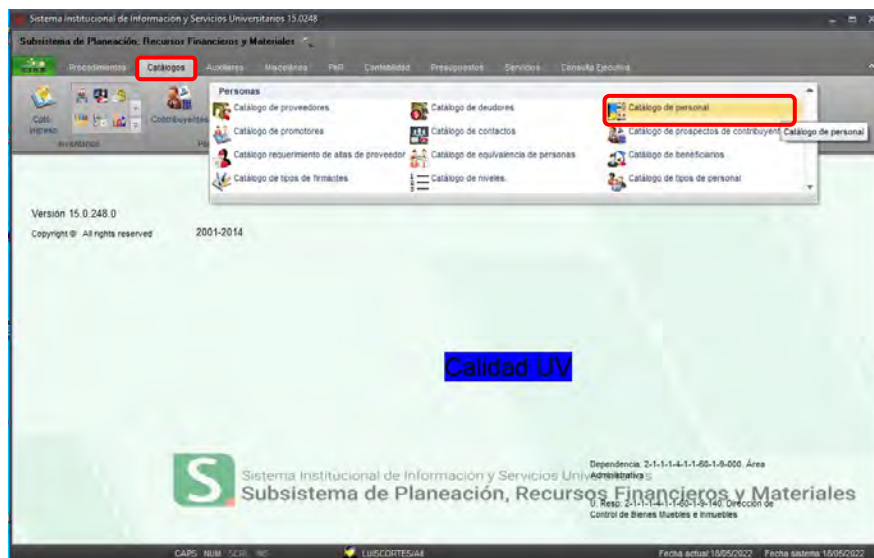 Sistema Institucional de Información y Servicios Universitarios 15.0248
Subsistema de Planeación, Recursos Financieros y Materiales
Procedimientos Catálogos Auxiliares Miscelánea PbR Contabilidad Presupuestos Servicios Consulta Ejecutiva
Personas
Catálogo de proveedores Catálogo de deudores Catálogo de personal
Contribuyentes
Catálogo de promotores Catálogo de contactos Catálogo de prospectos de contribuyent Catálogo de personal
Catálogo requerimiento de altas de proveedor Catálogo de equivalencia de personas Catálogo de beneficiarios
Catálogo de tipos de firmantes Catálogo de niveles. Catálogo de tipos de personal
Versión 15.0.248.0
Copyright © All rights reserved 2001-2014
Calidad UV
Dependencia: 2-1-1-1-4-1-1-60-1-9-000. Área
Administrativa
Sistema Institucional de Información y Servicios
Subsistema de Planeación, Recursos Financieros y Materiales
U. Resp: 2-1-1-1-4-1-1-60-1-9-140. Dirección de
Control de Bienes Muebles e Inmuebles
CAPS NUM SCRL INS LUISCORTES/A8 Fecha actual:18/05/2022 Fecha sistema:18/05/2022